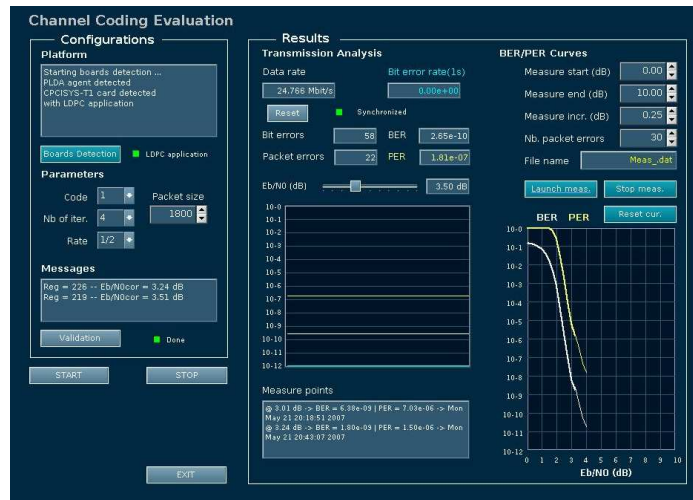 Channel Coding Evaluation
Configurations
Platform
Starting boards detection ...
PLDA agent detected
CPCISYS-T1 card detected
with LDPC application
Boards Detection
LDPC application
Parameters
Code 1
Packet size
Nb of iter. 4
1800
Rate 1/2
Messages
Reg = 226 -- Eb/N0cor = 3.24 dB
Reg = 219 -- Eb/N0cor = 3.51 dB
Validation
Done
START
STOP
EXIT
Results
Transmission Analysis
Data rate
Bit error rate(1s)
24.766 Mbit/s
0.00e+00
Reset
Synchronized
Bit errors 58 BER 2.65e-10
Packet errors 22 PER 1.81e-07
Eb/N0 (dB) 3.50 dB
10-0
10-1
10-2
10-3
10-4
10-5
10-6
10-7
10-8
10-9
10-10
10-11
10-12
Measure points
@ 3.01 dB -> BER = 6.38e-09 | PER = 7.03e-06 -> Mon
May 21 20:18:51 2007
@ 3.24 dB -> BER = 1.80e-09 | PER = 1.50e-06 -> Mon
May 21 20:43:07 2007
BER/PER Curves
Measure start (dB) 0.00
Measure end (dB) 10.00
Measure incr. (dB) 0.25
Nb. packet errors 30
File name Meas_.dat
Launch meas.
Stop meas.
BER PER
Reset cur.
10-0
10-1
10-2
10-3
10-4
10-5
10-6
10-7
10-8
10-9
10-10
10-11
10-12
0 1 2 3 4 5 6 7 8 9 10
Eb/N0 (dB)